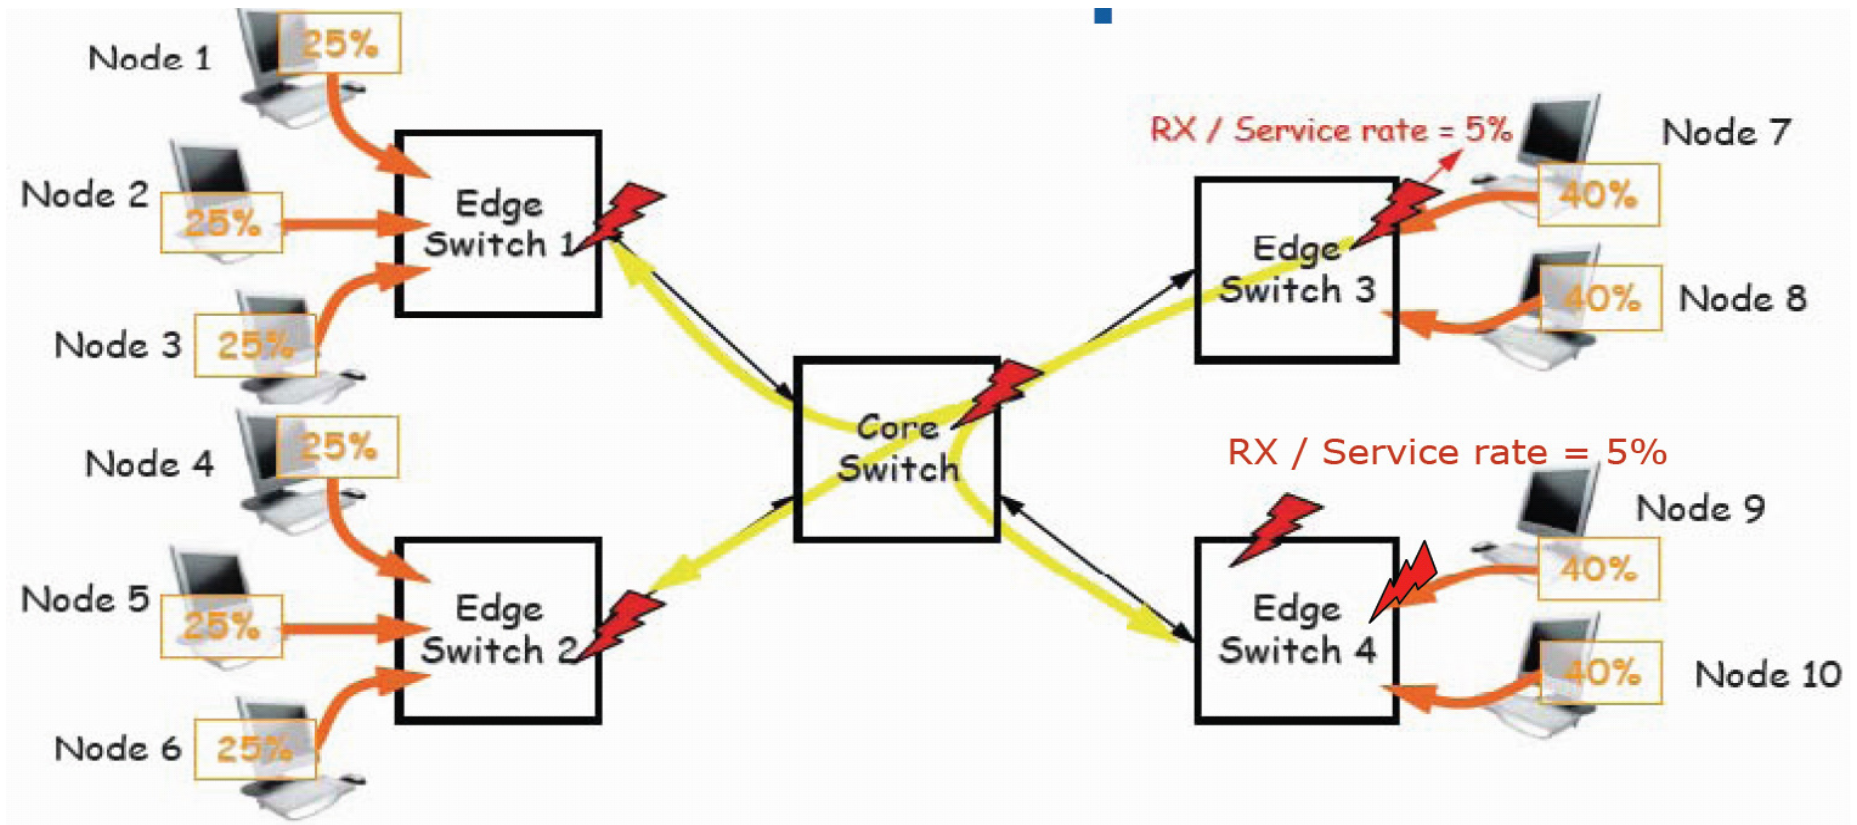 Node 1
25%
Node 2
25%
Node 3
25%
Edge
Switch 1
Node 4
25%
Node 5
25%
Node 6
25%
Edge
Switch 2
Core
Switch
RX / Service rate = 5%
Node 7
40%
Node 8
40%
Edge
Switch 3
RX / Service rate = 5%
Node 9
40%
Node 10
40%
Edge
Switch 4